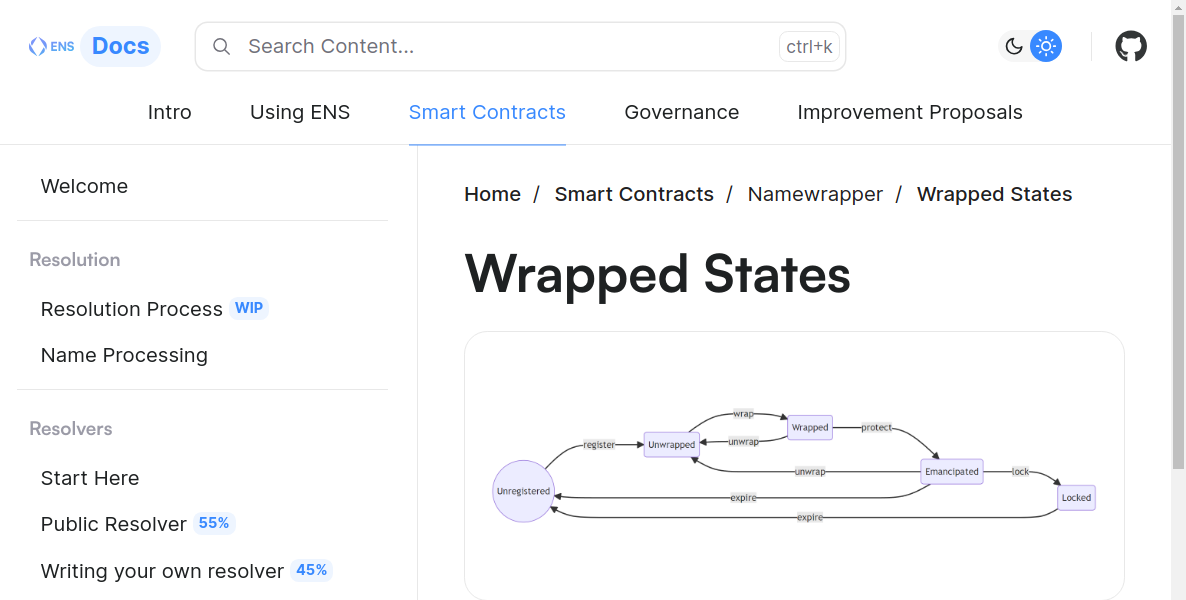 ENS Docs
Search Content...
ctrl+k
Intro
Using ENS
Smart Contracts
Governance
Improvement Proposals
Welcome
Resolution
Resolution Process WIP
Name Processing
Resolvers
Start Here
Public Resolver 55%
Writing your own resolver 45%
Home / Smart Contracts / Namewrapper / Wrapped States
Wrapped States
wrap
Wrapped
protect
register
Unwrapped
unwrap
unwrap
Emancipated
lock
Unregistered
expire
Locked
expire